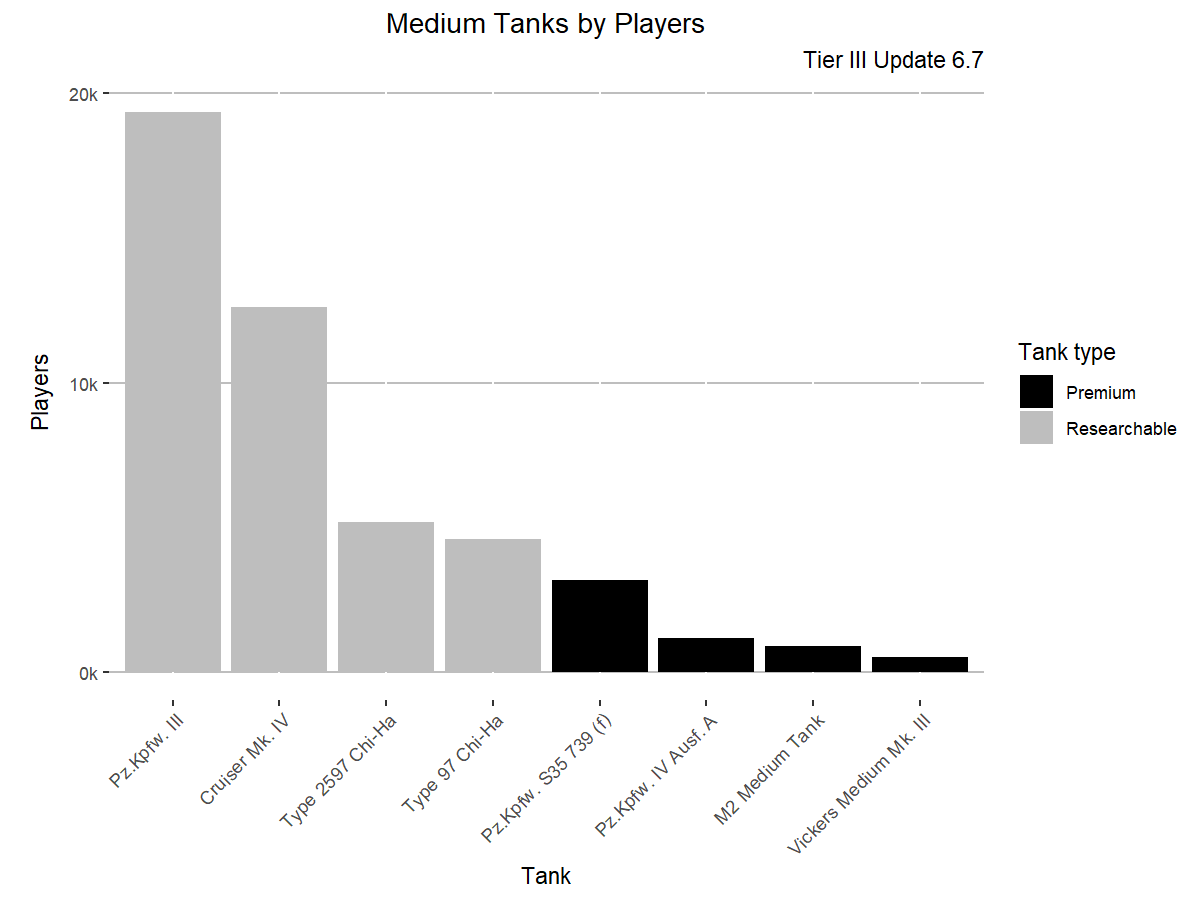 Medium Tanks by Players
Tier III Update 6.7
20k
10k
0k
Players
Pz.Kpfw. III
Cruiser Mk. IV
Type 2597 Chi-Ha
Type 97 Chi-Ha
Pz.Kpfw. S35 739 (f)
Pz.Kpfw. IV Ausf. A
M2 Medium Tank
Vickers Medium Mk. III
Tank
Tank type
Premium
Researchable